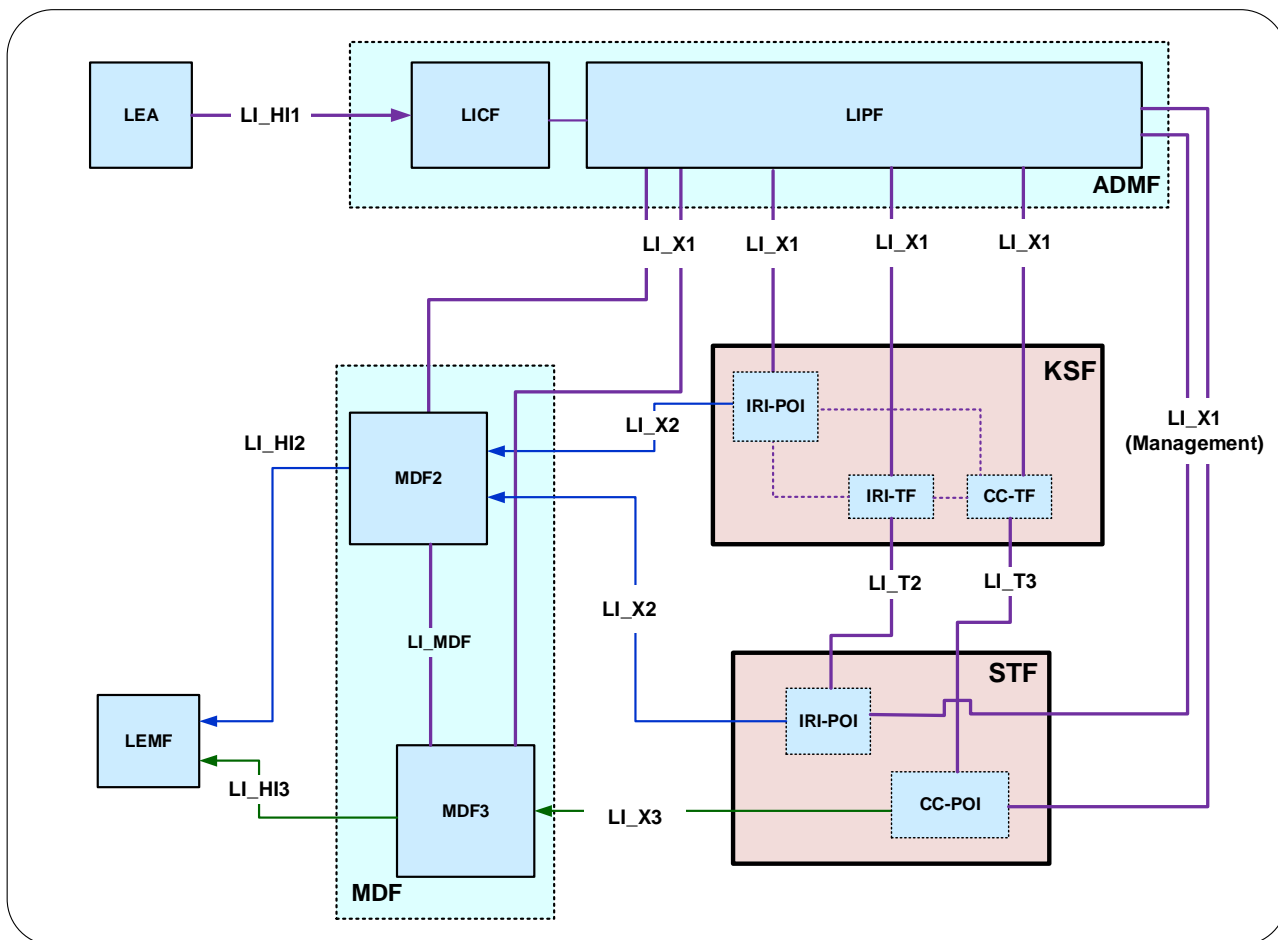 LEA
LI_HI1
LICF
LIPF
ADMF
LI_X1
LI_X1
LI_X1
LI_X1
KSF
IRI-POI
LI_X1
(Management)
LI_X2
LI_HI2
MDF2
IRI-TF
CC-TF
LI_T2
LI_T3
LI_X2
LI_MDF
STF
IRI-POI
LEMF
LI_HI3
MDF3
LI_X3
CC-POI
MDF